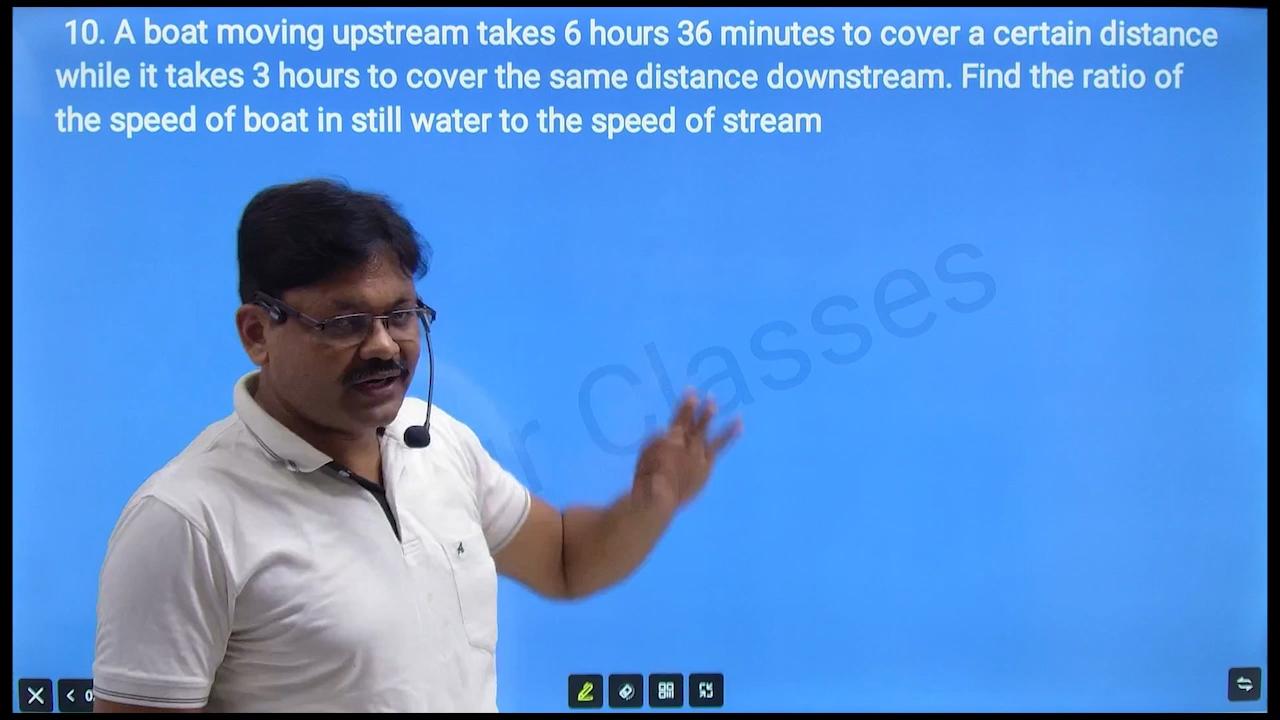 10. A boat moving upstream takes 6 hours 36 minutes to cover a certain distance
while it takes 3 hours to cover the same distance downstream. Find the ratio of
the speed of boat in still water to the speed of stream
Classes